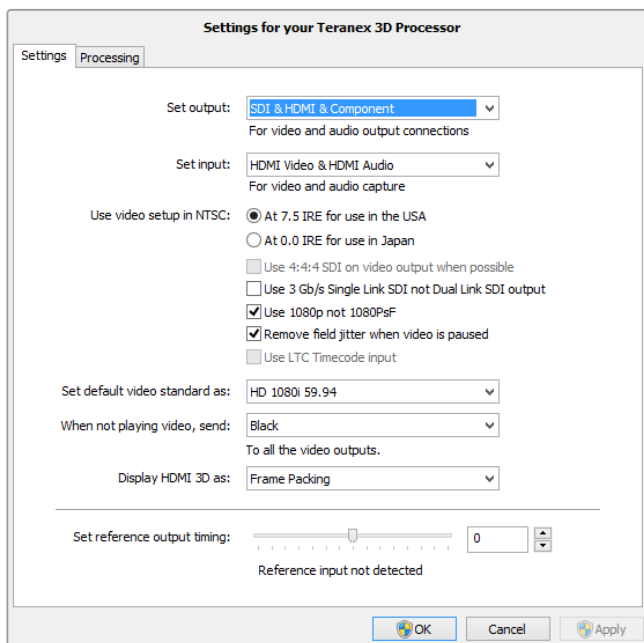 Settings for your Teranex 3D Processor
Settings Processing
Set output: SDI & HDMI & Component
For video and audio output connections
Set input: HDMI Video & HDMI Audio
For video and audio capture
Use video setup in NTSC: At 7.5 IRE for use in the USA
At 0.0 IRE for use in Japan
Use 4:4:4 SDI on video output when possible
Use 3 Gb/s Single Link SDI not Dual Link SDI output
Use 1080p not 1080PsF
Remove field jitter when video is paused
Use LTC Timecode input
Set default video standard as: HD 1080i 59.94
When not playing video, send: Black
To all the video outputs.
Display HDMI 3D as: Frame Packing
Set reference output timing: 0
Reference input not detected
OK Cancel Apply